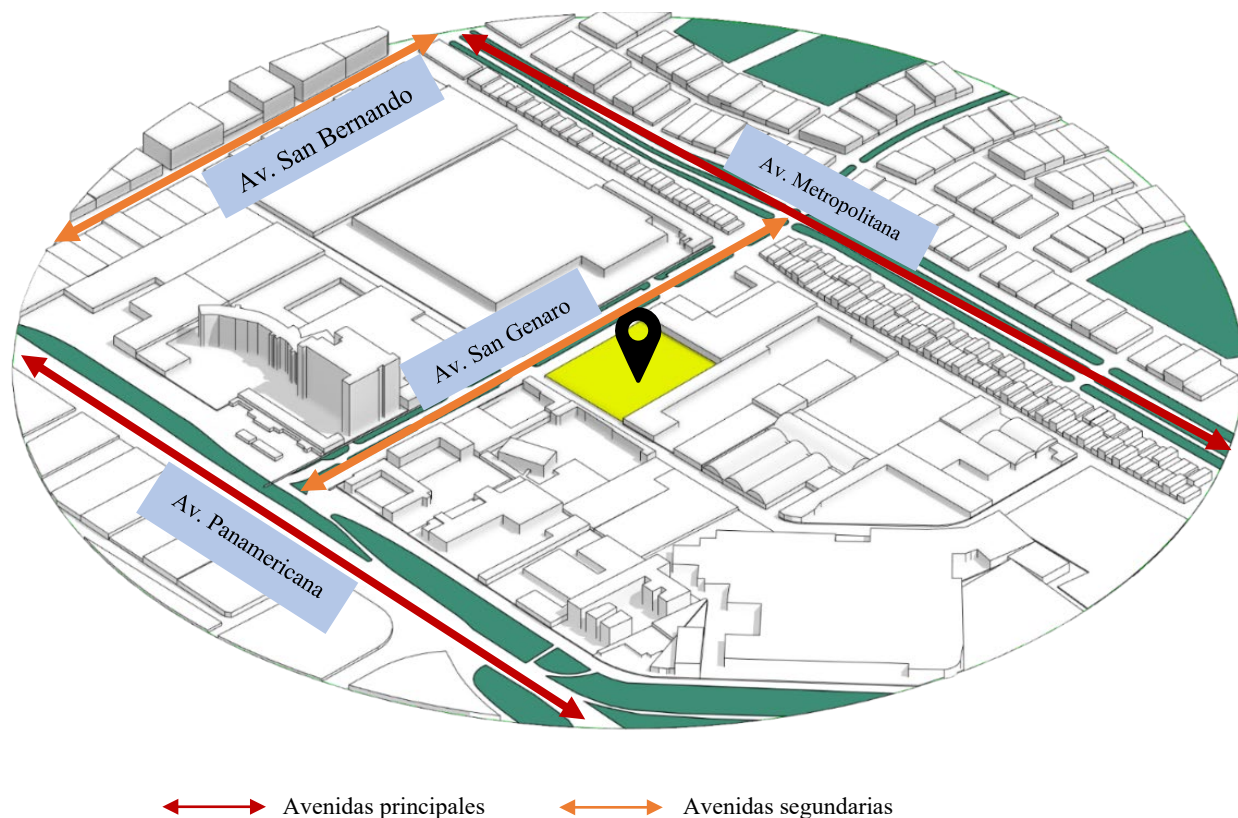 Av. San Bernando
Av. Metropolitana
Av. San Genaro
Av. Panamericana
Avenidas principales
Avenidas segundarias